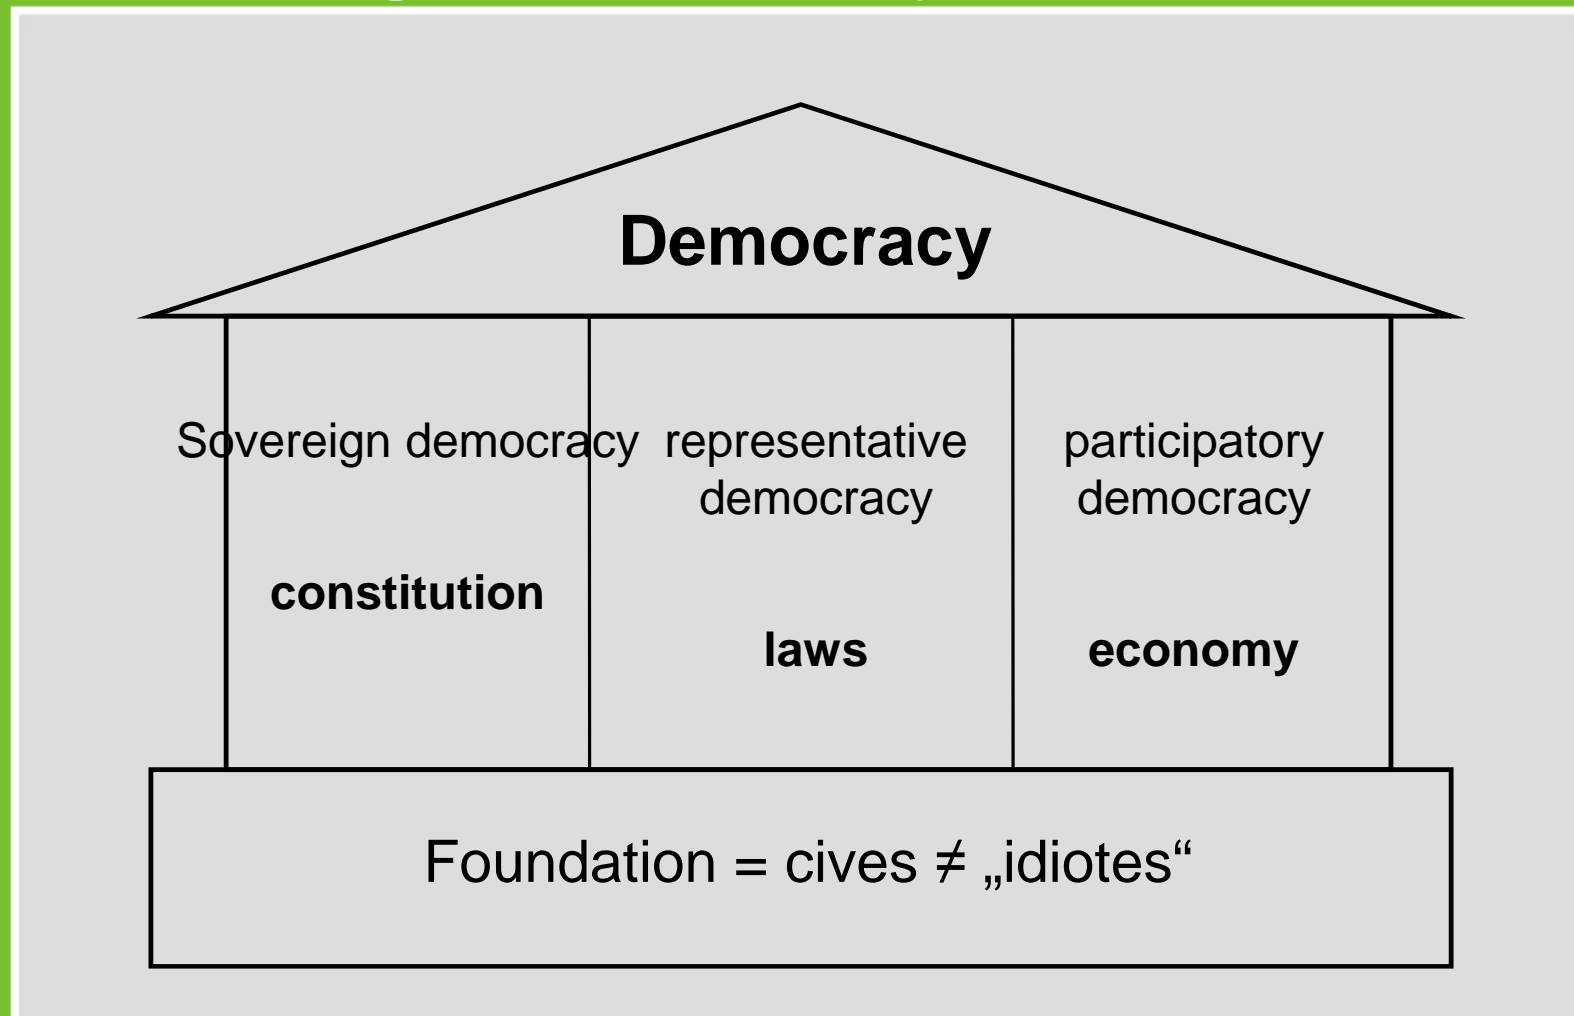 Democracy
Sovereign democracy
constitution
representative
democracy
laws
participatory
democracy
economy
Foundation = cives ≠ „idiotes“